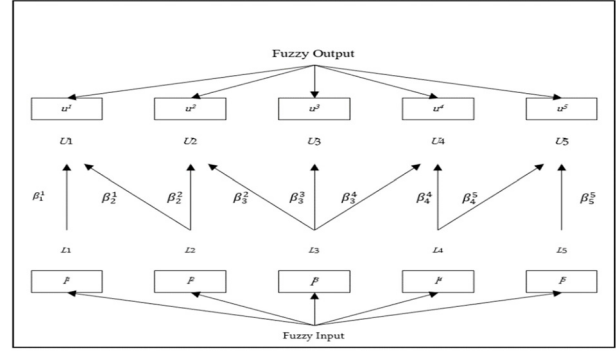 Fuzzy Output
u¹ u² u³ u⁴ u⁵
U1 U2 U3 U4 U5
β₁¹ β₂¹ β₂² β₃² β₃³ β₃⁴ β₄⁴ β₄⁵ β₅⁵
L1 L2 L3 L4 L5
Fuzzy Input